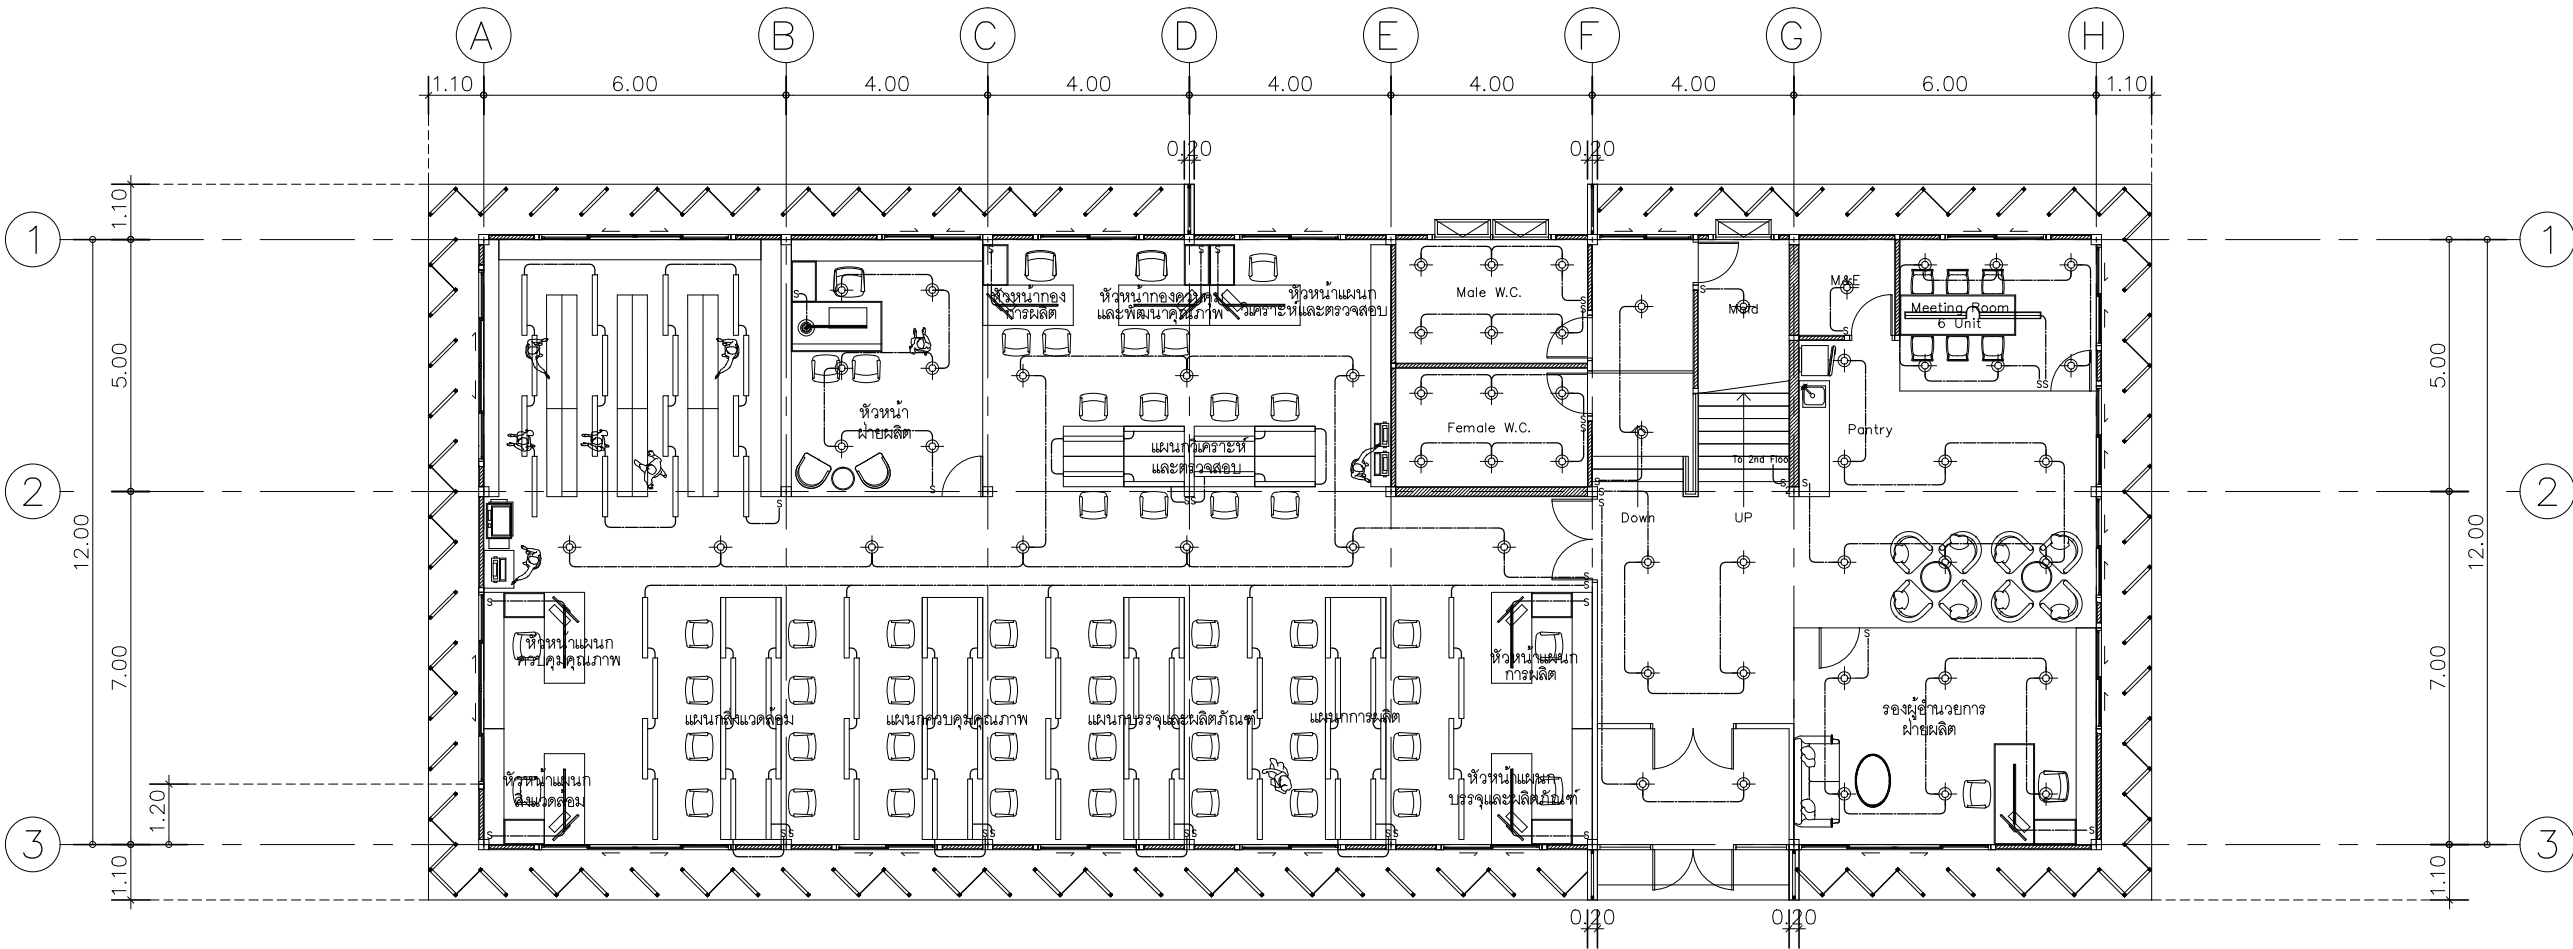 A B C D E F G H
1.10 6.00 4.00 4.00 4.00 4.00 4.00 6.00 1.10
0.20 0.20
1.10
1 1
M&E
หัวหน้ากอง
การผลิต
หัวหน้ากองควบคุม
และพัฒนาคุณภาพ
หัวหน้าแผนก
วิเคราะห์และตรวจสอบ
Male W.C.
Maid
Meeting Room
6 Unit
5.00 5.00
หัวหน้า
ฝ่ายผลิต
Female W.C.
Pantry
แผนกวิเคราะห์
และตรวจสอบ
To 2nd Floor
2 2
Down UP
12.00 12.00
หัวหน้าแผนก
ควบคุมคุณภาพ
หัวหน้าแผนก
การผลิต
7.00 7.00
แผนกสิ่งแวดล้อม
แผนกควบคุมคุณภาพ
แผนกบรรจุและผลิตภัณฑ์
แผนกการผลิต
รองผู้อำนวยการ
ฝ่ายผลิต
หัวหน้าแผนก
สิ่งแวดล้อม
หัวหน้าแผนก
บรรจุและผลิตภัณฑ์
1.20
3 3
1.10 1.10
0.20 0.20